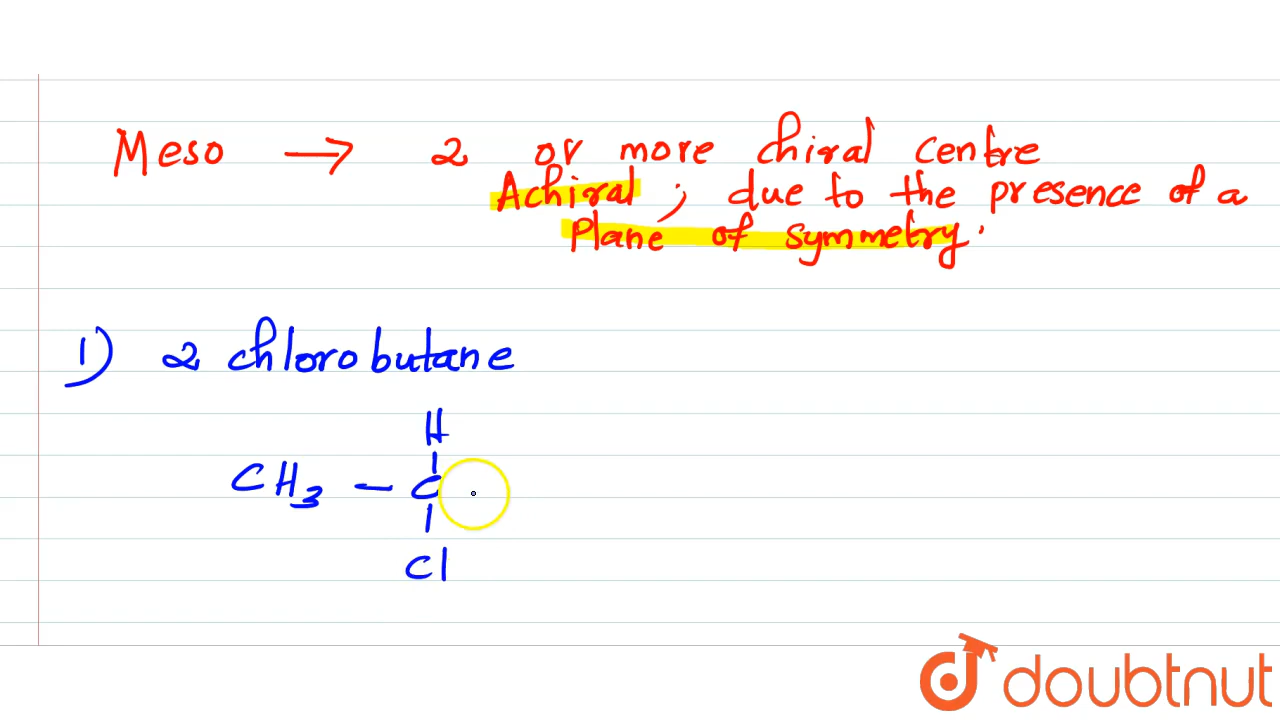 Meso → 2 or more chiral centre
Achiral ; due to the presence of a
Plane of symmetry.
1) 2 chlorobutane
H
CH3 - C
Cl
doubtnut